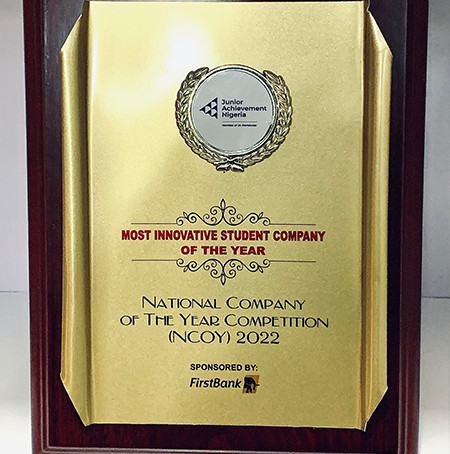 Junior
Achievement
Nigeria
MOST INNOVATIVE STUDENT COMPANY
OF THE YEAR
NATIONAL COMPANY
OF THE YEAR COMPETITION
(NCOY) 2022
SPONSORED BY:
FirstBank